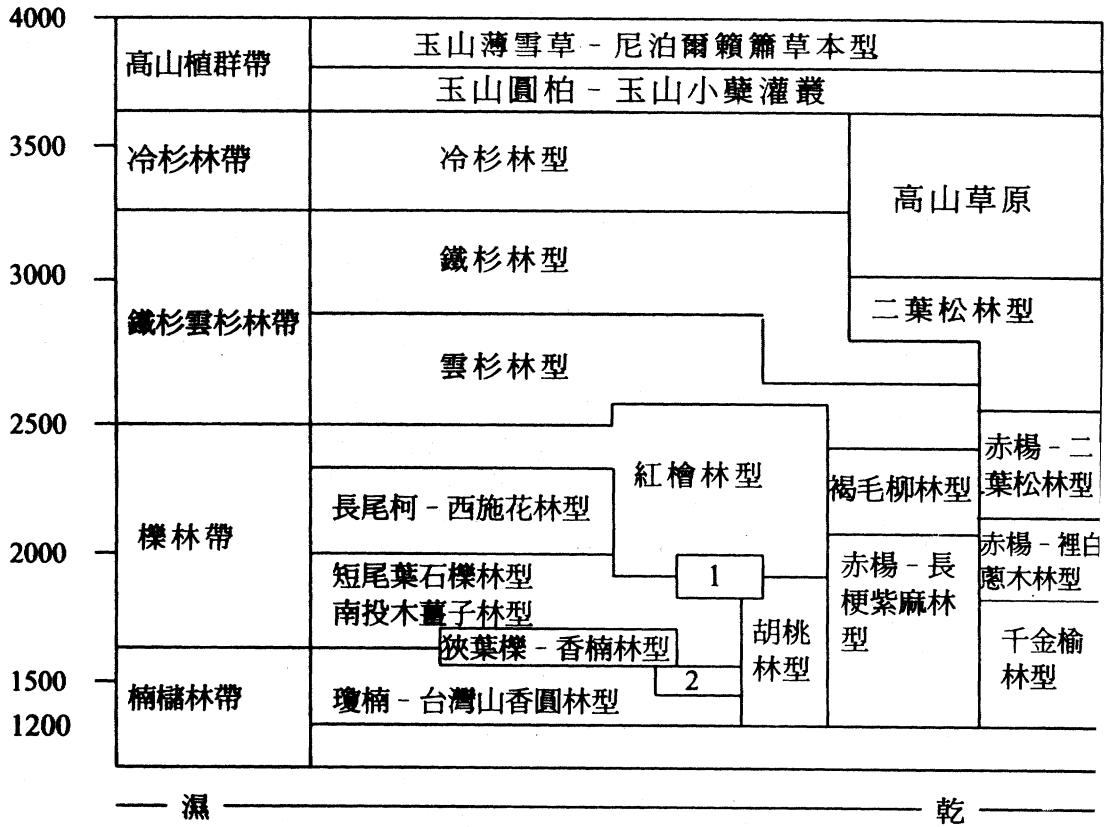 4000
高山植群帶
玉山薄雪草-尼泊爾籟簫草本型
玉山圓柏-玉山小蘗灌叢
3500
冷杉林帶
冷杉林型
高山草原
3000
鐵杉雲杉林帶
鐵杉林型
二葉松林型
雲杉林型
2500
櫟林帶
紅檜林型
褐毛柳林型
赤楊-二
葉松林型
長尾柯-西施花林型
2000
短尾葉石櫟林型
南投木薑子林型
1
赤楊-長
梗紫麻林
型
赤楊-裡白
蔥木林型
狹葉櫟-香楠林型
胡桃
林型
千金榆
林型
1500
楠儲林帶
2
瓊楠-台灣山香圓林型
1200
濕
乾